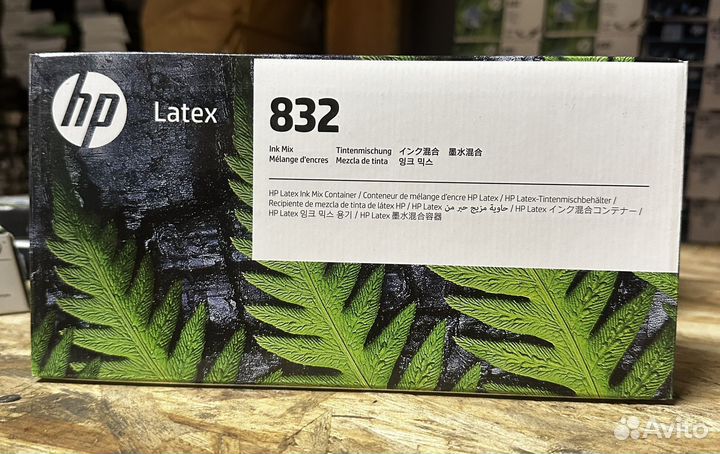 hp
Latex
832
Ink Mix Tintenmischung インク混合 墨水混合
Mélange d'encres Mezcla de tinta 잉크 믹스
HP Latex Ink Mix Container / Conteneur de mélange d'encre HP Latex / HP Latex-Tintenmischbehälter /
Recipiente de mezcla de tinta de látex HP / HP Latex حاوية مزيج حبر من / HP Latex インク混合コンテナー /
HP Latex 잉크 믹스 용기 / HP Latex 墨水混合容器
Avito